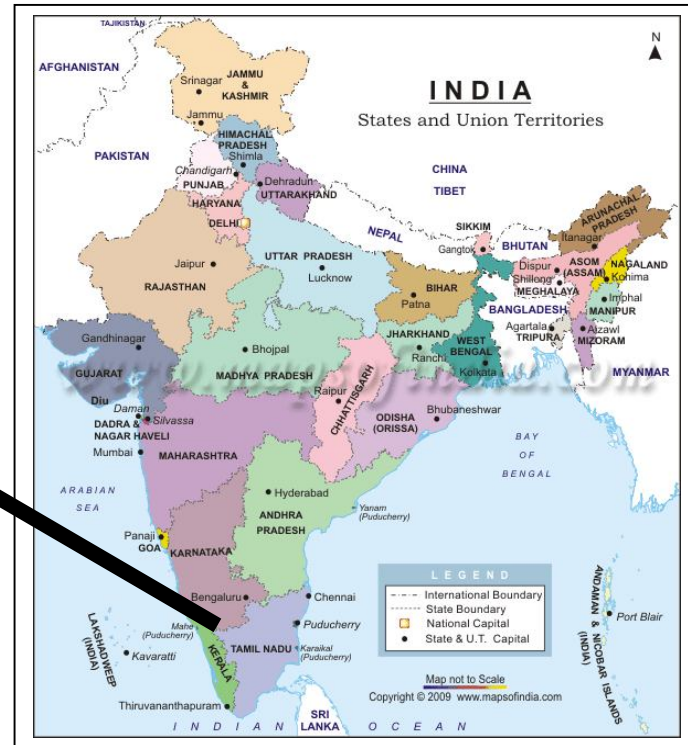 TAJIKISTAN
AFGHANISTAN
JAMMU
&
KASHMIR
Srinagar
Jammu
N
INDIA
States and Union Territories
HIMACHAL
PRADESH
Shimla
PAKISTAN
Chandigarh
PUNJAB
Dehradun
UTTARAKHAND
HARYANA
DELHI
CHINA
TIBET
NEPAL
SIKKIM
Gangtok
BHUTAN
ARUNACHAL
PRADESH
Itanagar
Jaipur
RAJASTHAN
UTTAR PRADESH
Lucknow
BIHAR
Patna
Dispur
Shillong
MEGHALAYA
ASOM
(ASSAM)
NAGALAND
Kohima
Imphal
MANIPUR
BANGLADESH
Agartala
TRIPURA
Aizawl
MIZORAM
MYANMAR
Gandhinagar
GUJARAT
Diu
Bhopal
MADHYA PRADESH
JHARKHAND
Ranchi
WEST
BENGAL
Kolkata
www.mapsofindia.com
Raipur
CHHATTISGARH
ODISHA
(ORISSA)
Bhubaneshwar
Daman
Silvassa
DADRA &
NAGAR HAVELI
Mumbai
MAHARASHTRA
BAY
OF
BENGAL
ARABIAN
SEA
Hyderabad
ANDHRA
PRADESH
Yanam
(Puducherry)
Panaji
GOA
KARNATAKA
Bengaluru
Chennai
Mahe
(Puducherry)
Puducherry
Karaikal
(Puducherry)
TAMIL NADU
KERALA
LAKSHADWEEP
(INDIA)
Kavaratti
Thiruvananthapuram
LEGEND
International Boundary
State Boundary
National Capital
State & U.T. Capital
ANDAMAN & NICOBAR ISLANDS
(INDIA)
Port Blair
Map not to Scale
Copyright © 2009 www.mapsofindia.com
SRI
LANKA
INDIAN OCEAN